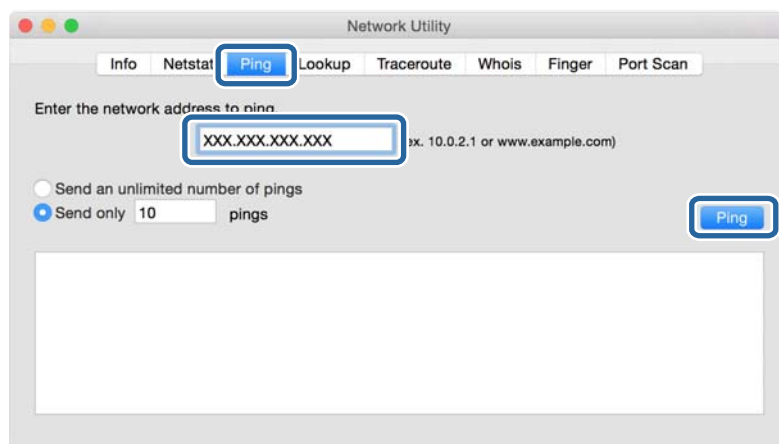 Network Utility
Info Netstat Ping Lookup Traceroute Whois Finger Port Scan
Enter the network address to ping.
XXX.XXX.XXX.XXX ex. 10.0.2.1 or www.example.com)
Send an unlimited number of pings
Send only 10 pings
Ping